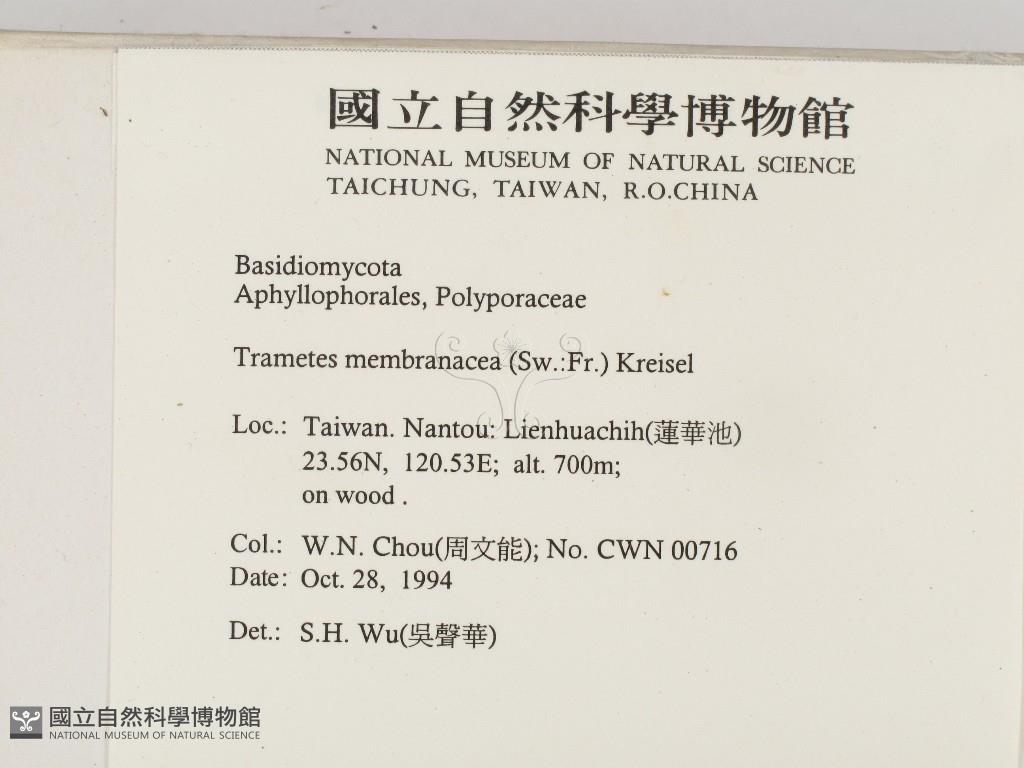 國立自然科學博物館
NATIONAL MUSEUM OF NATURAL SCIENCE
TAICHUNG, TAIWAN, R.O.CHINA
Basidiomycota
Aphyllophorales, Polyporaceae
Trametes membranacea (Sw.:Fr.) Kreisel
Loc.: Taiwan. Nantou: Lienhuachih(蓮華池)
23.56N, 120.53E; alt. 700m;
on wood .
Col.: W.N. Chou(周文能); No. CWN 00716
Date: Oct. 28, 1994
Det.: S.H. Wu(吳聲華)
國立自然科學博物館
NATIONAL MUSEUM OF NATURAL SCIENCE